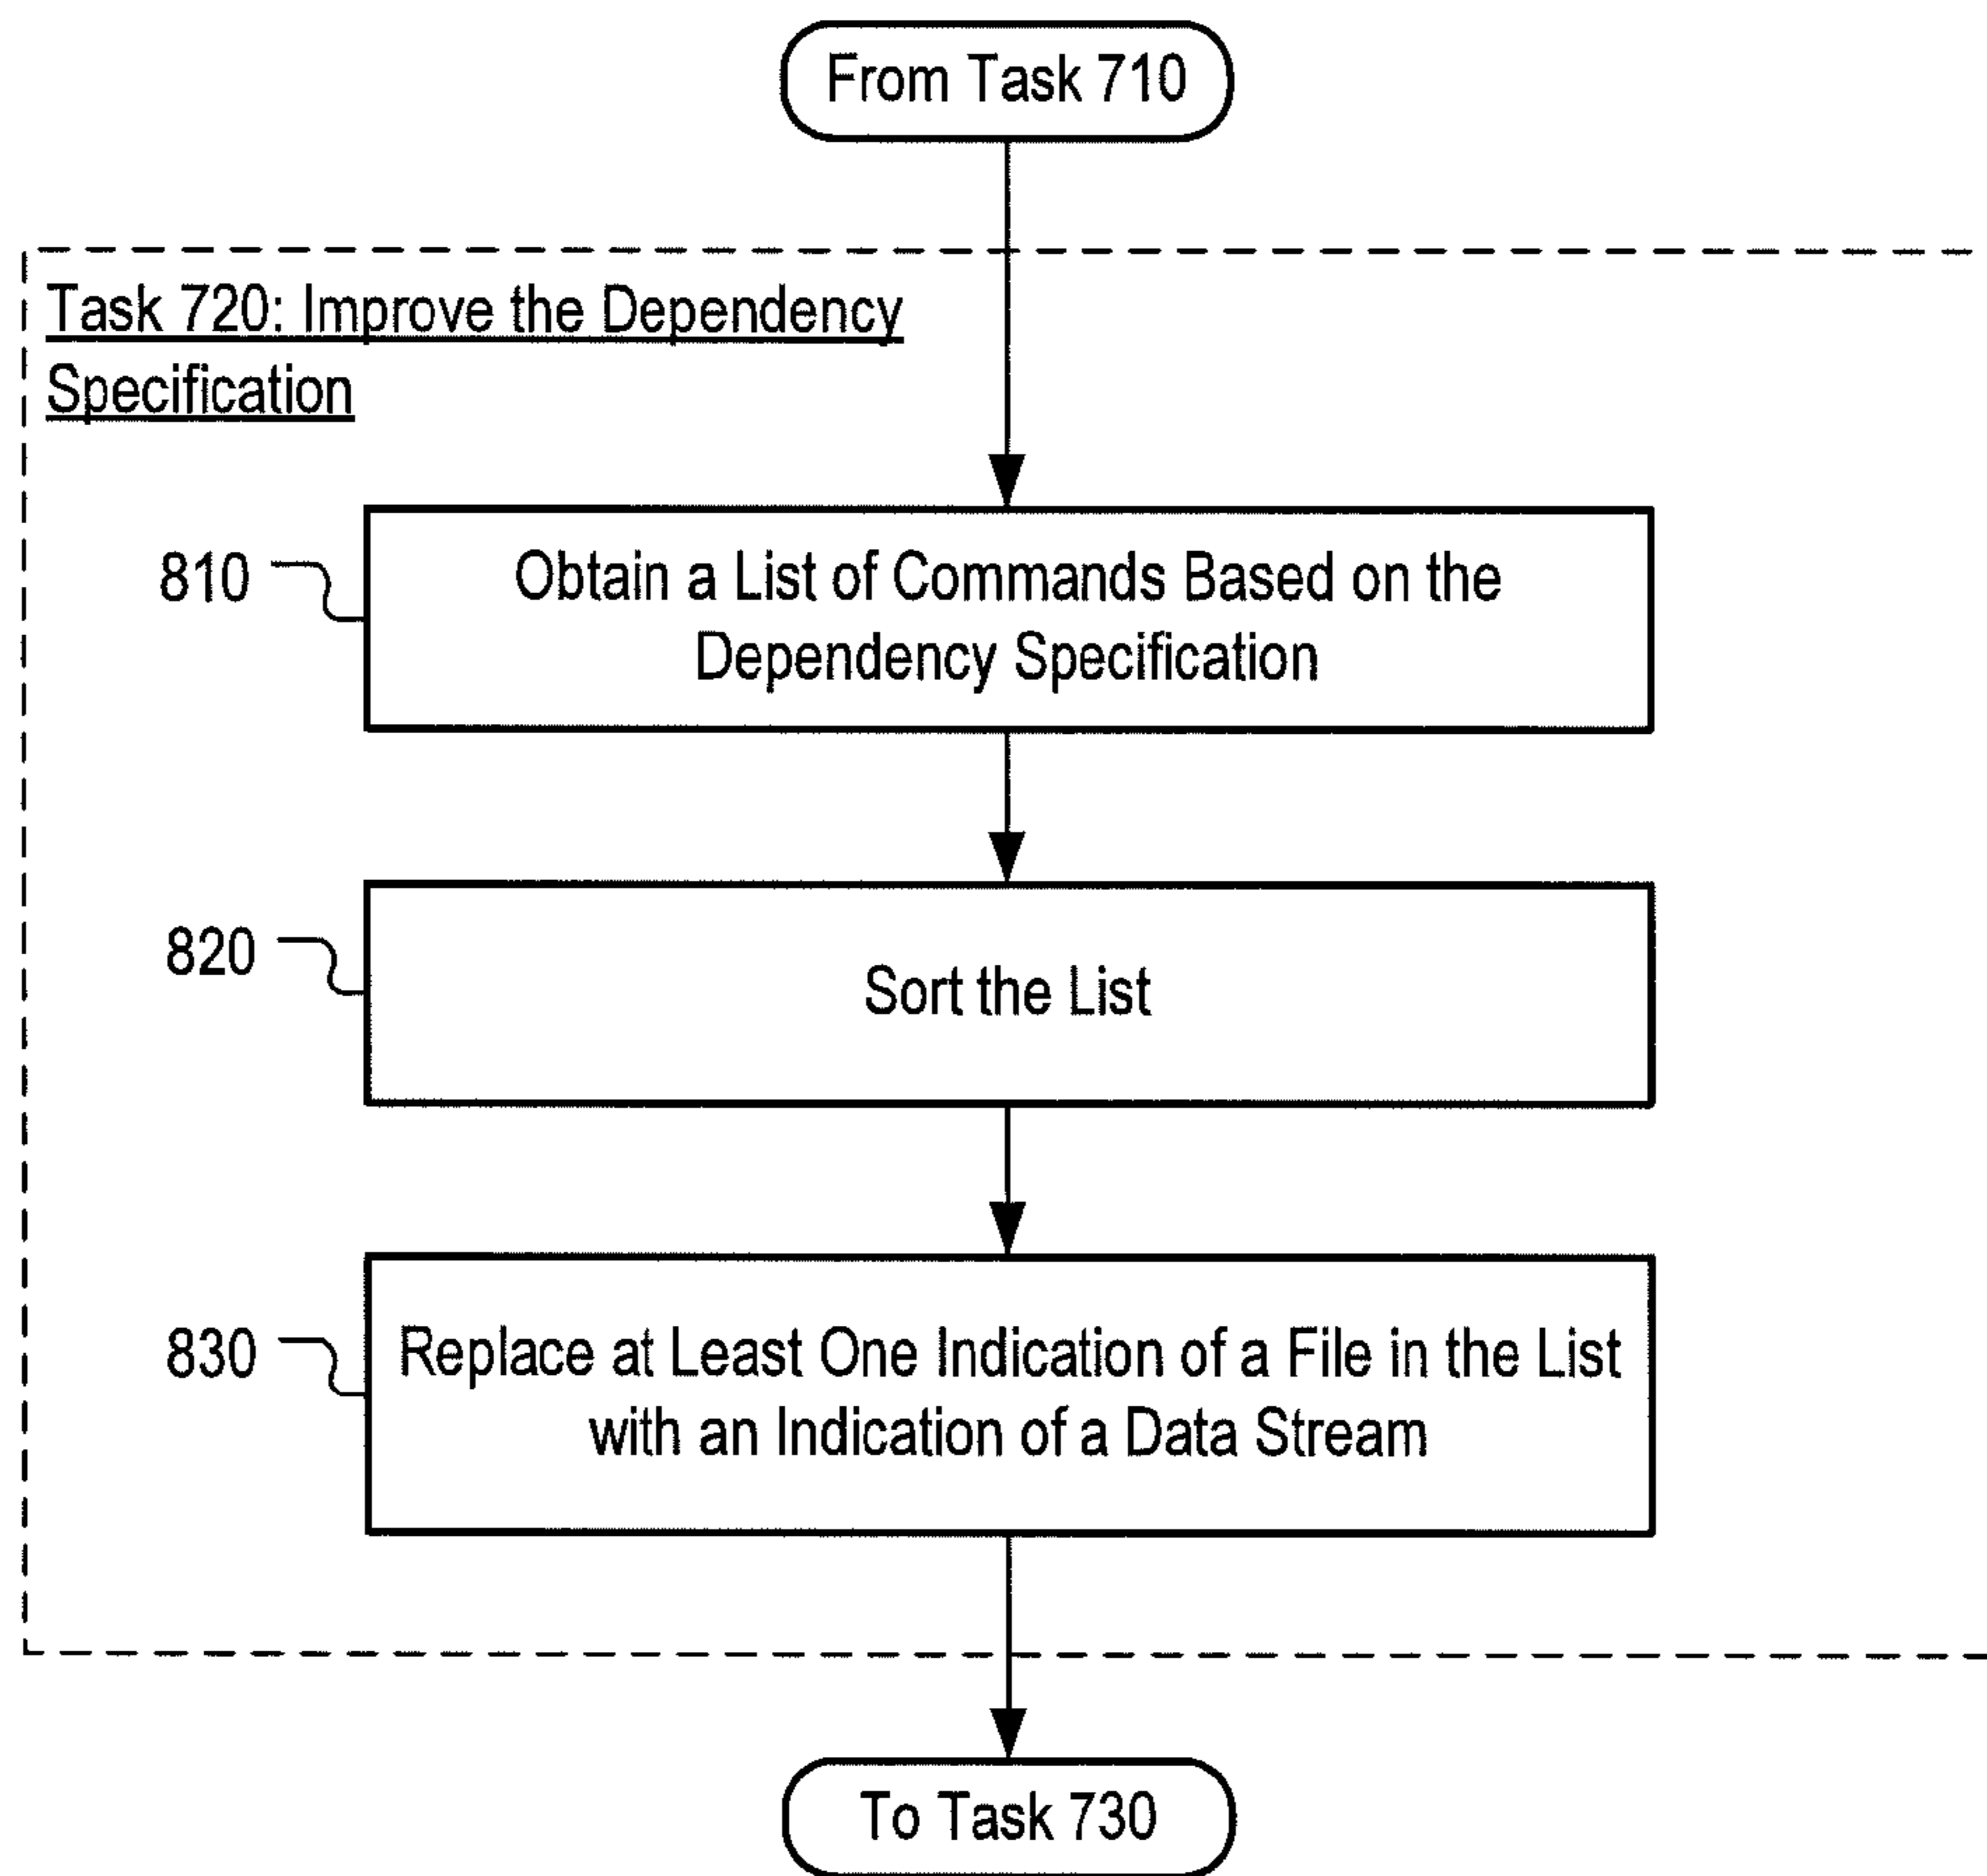 From Task 710
Task 720: Improve the Dependency
Specification
810
Obtain a List of Commands Based on the
Dependency Specification
820
Sort the List
830
Replace at Least One Indication of a File in the List
with an Indication of a Data Stream
To Task 730